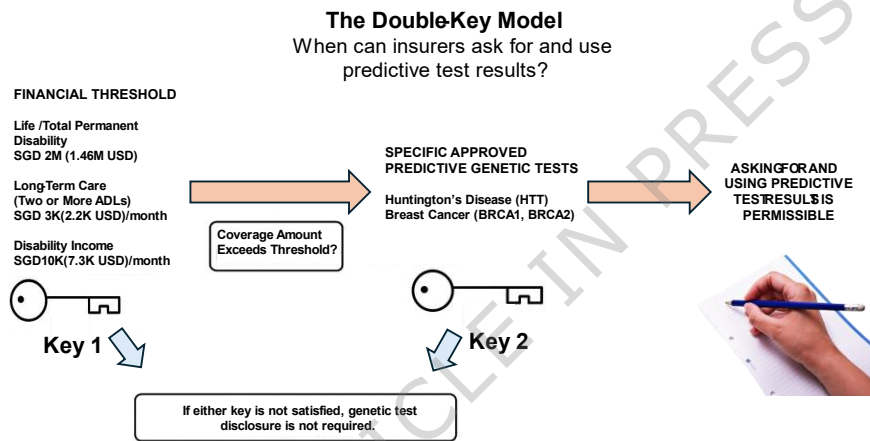 The Double-Key Model
When can insurers ask for and use
predictive test results?
FINANCIAL THRESHOLD
Life /Total Permanent
Disability
SGD 2M (1.46M USD)
Long-Term Care
(Two or More ADLs)
SGD 3K(2.2K USD)/month
Disability Income
SGD10K(7.3K USD)/month
Coverage Amount
Exceeds Threshold?
SPECIFIC APPROVED
PREDICTIVE GENETIC TESTS
Huntington's Disease (HTT)
Breast Cancer (BRCA1, BRCA2)
ASKING FOR AND
USING PREDICTIVE
TEST RESULTS IS
PERMISSIBLE
Key 1
Key 2
If either key is not satisfied, genetic test
disclosure is not required.
ICLE IN PRESS